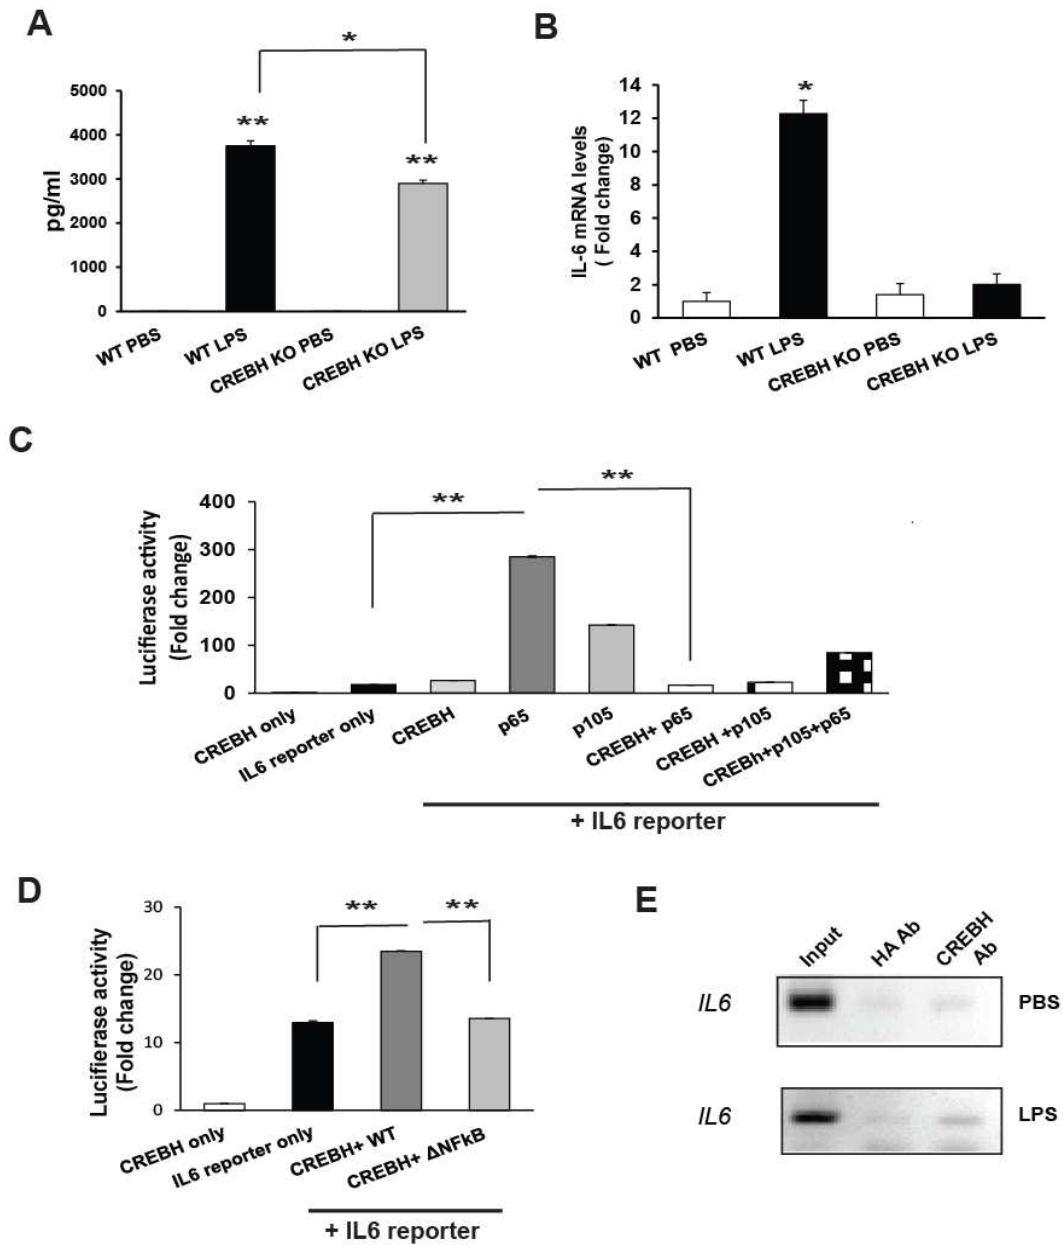 A
*
5000
4000
3000
2000
1000
0
pg/ml
**
**
WT PBS
WT LPS
CREBH KO PBS
CREBH KO LPS
B
14
12
10
8
6
4
2
0
IL-6 mRNA levels
( Fold change)
*
WT PBS
WT LPS
CREBH KO PBS
CREBH KO LPS
C
400
300
200
100
0
Lucifierase activity
(Fold change)
**
**
CREBH only
IL6 reporter only
CREBH
p65
p105
CREBH+ p65
CREBH +p105
CREBh+p105+p65
+ IL6 reporter
D
30
20
10
0
Lucifierase activity
(Fold change)
**
**
CREBH only
IL6 reporter only
CREBH+ WT
CREBH+ ΔNFkB
+ IL6 reporter
E
Input
HA Ab
CREBH
Ab
IL6
PBS
IL6
LPS